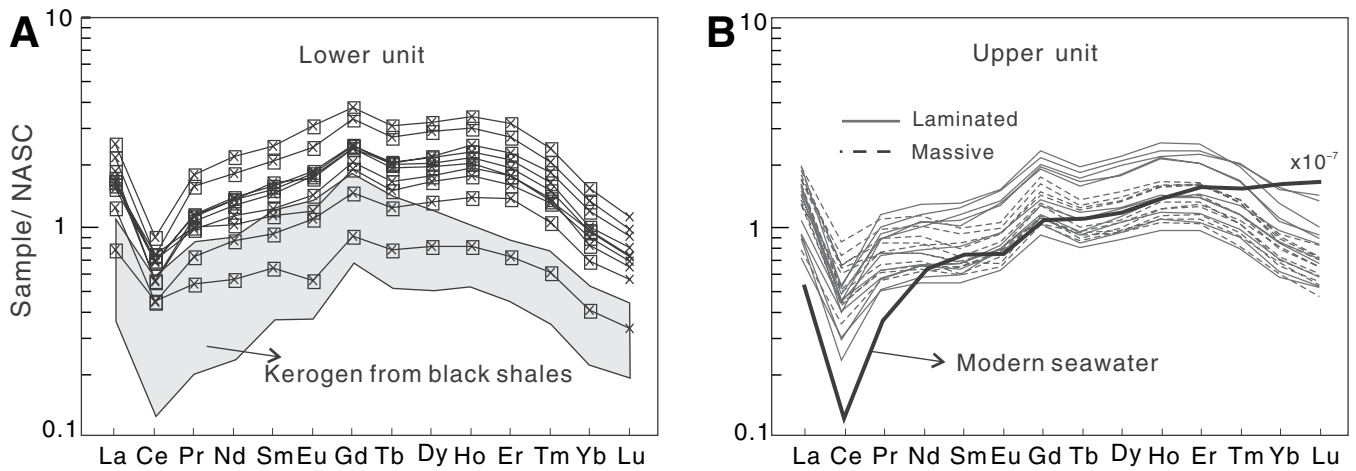 A
Lower unit
Sample/ NASC
10
1
0.1
Kerogen from black shales
La Ce Pr Nd Sm Eu Gd Tb Dy Ho Er Tm Yb Lu
B
Upper unit
10
1
0.1
Laminated
Massive
x10⁻⁷
Modern seawater
La Ce Pr Nd Sm Eu Gd Tb Dy Ho Er Tm Yb Lu